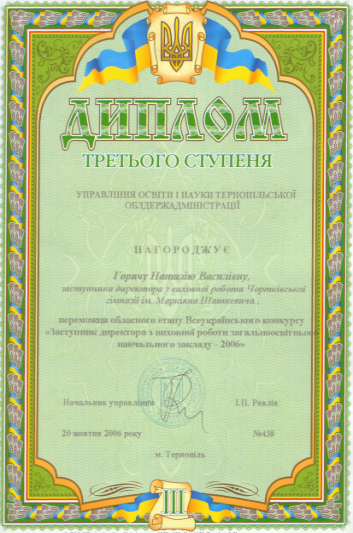 ДИПЛОМ
ТРЕТЬОГО СТУПЕНЯ
УПРАВЛІННЯ ОСВІТИ І НАУКИ ТЕРНОПІЛЬСЬКОЇ
ОБЛДЕРЖАДМІНІСТРАЦІЇ
НАГОРОДЖУЄ
Горячу Наталію Василівну,
заступника директора з виховної робота Чортківської
гімназії ім. Маркіяна Шашкевича,
переможця обласного етапу Всеукраїнського конкурсу
«Заступник директора з виховної роботи загальноосвітнього
навчального закладу - 2006»
Начальник управління І.П. Равлів
20 жовтня 2006 року №438
м. Тернопіль
III